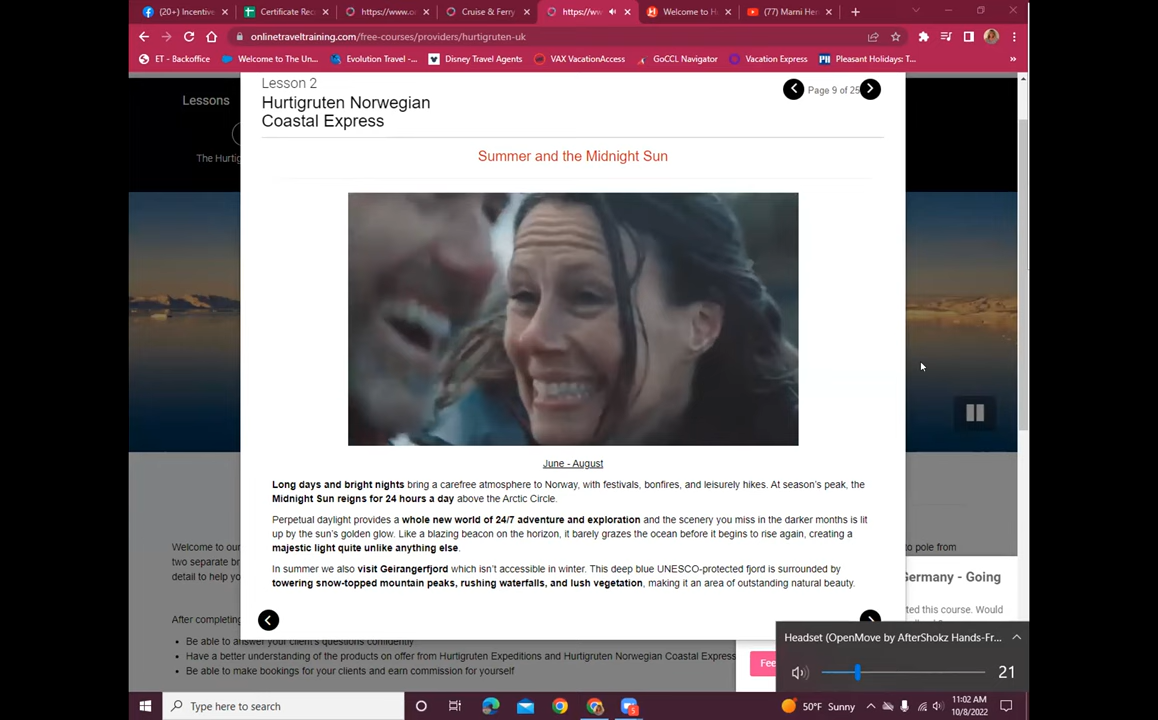 (20+) Incentive
Certificate Rec
https://www.o
Cruise & Ferry
https://ww
Welcome to H
(77) Marni He
onlinetraveltraining.com/free-courses/providers/hurtigruten-uk
ET - Backoffice
Welcome to The Un...
Evolution Travel -...
Disney Travel Agents
VAX VacationAccess
GoCCL Navigator
Vacation Express
Pleasant Holidays: T...
»
Lessons
The Hurtig
Lesson 2
Hurtigruten Norwegian
Coastal Express
Page 9 of 25
Summer and the Midnight Sun
June - August
Long days and bright nights bring a carefree atmosphere to Norway, with festivals, bonfires, and leisurely hikes. At season's peak, the
Midnight Sun reigns for 24 hours a day above the Arctic Circle.
Perpetual daylight provides a whole new world of 24/7 adventure and exploration and the scenery you miss in the darker months is lit
up by the sun's golden glow. Like a blazing beacon on the horizon, it barely grazes the ocean before it begins to rise again, creating a
majestic light quite unlike anything else.
In summer we also visit Geirangerfjord which isn't accessible in winter. This deep blue UNESCO-protected fjord is surrounded by
towering snow-topped mountain peaks, rushing waterfalls, and lush vegetation, making it an area of outstanding natural beauty.
Welcome to our
to pole from
two separate br
detail to help yo
Germany - Going
ted this course. Would
After completing
Be able to answer your client's questions confidently
Have a better understanding of the products on offer from Hurtigruten Expeditions and Hurtigruten Norwegian Coastal Express
Be able to make bookings for your clients and earn commission for yourself
Fee
Headset (OpenMove by AfterShokz Hands-Fr...
21
Type here to search
50°F Sunny
11:02 AM
10/8/2022